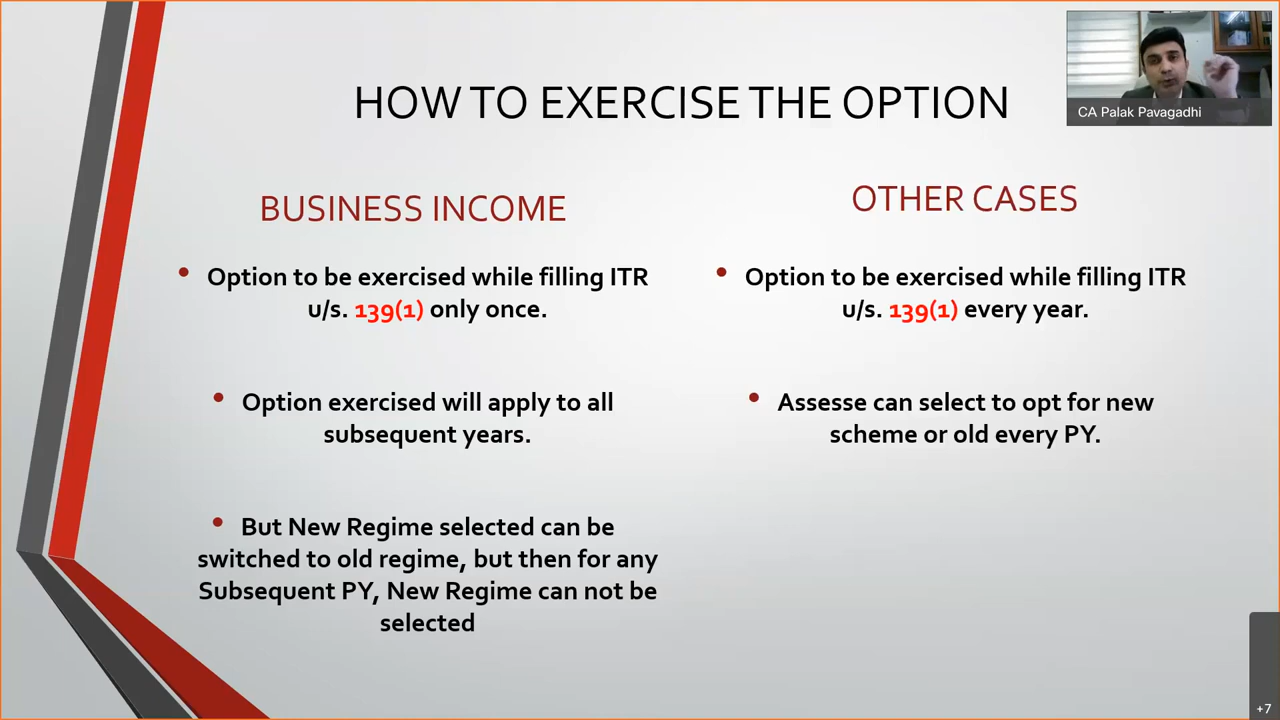 HOW TO EXERCISE THE OPTION
CA Palak Pavagadhi
BUSINESS INCOME
Option to be exercised while filling ITR
u/s. 139(1) only once.
Option exercised will apply to all
subsequent years.
But New Regime selected can be
switched to old regime, but then for any
Subsequent PY, New Regime can not be
selected
OTHER CASES
Option to be exercised while filling ITR
u/s. 139(1) every year.
Assesse can select to opt for new
scheme or old every PY.
+7